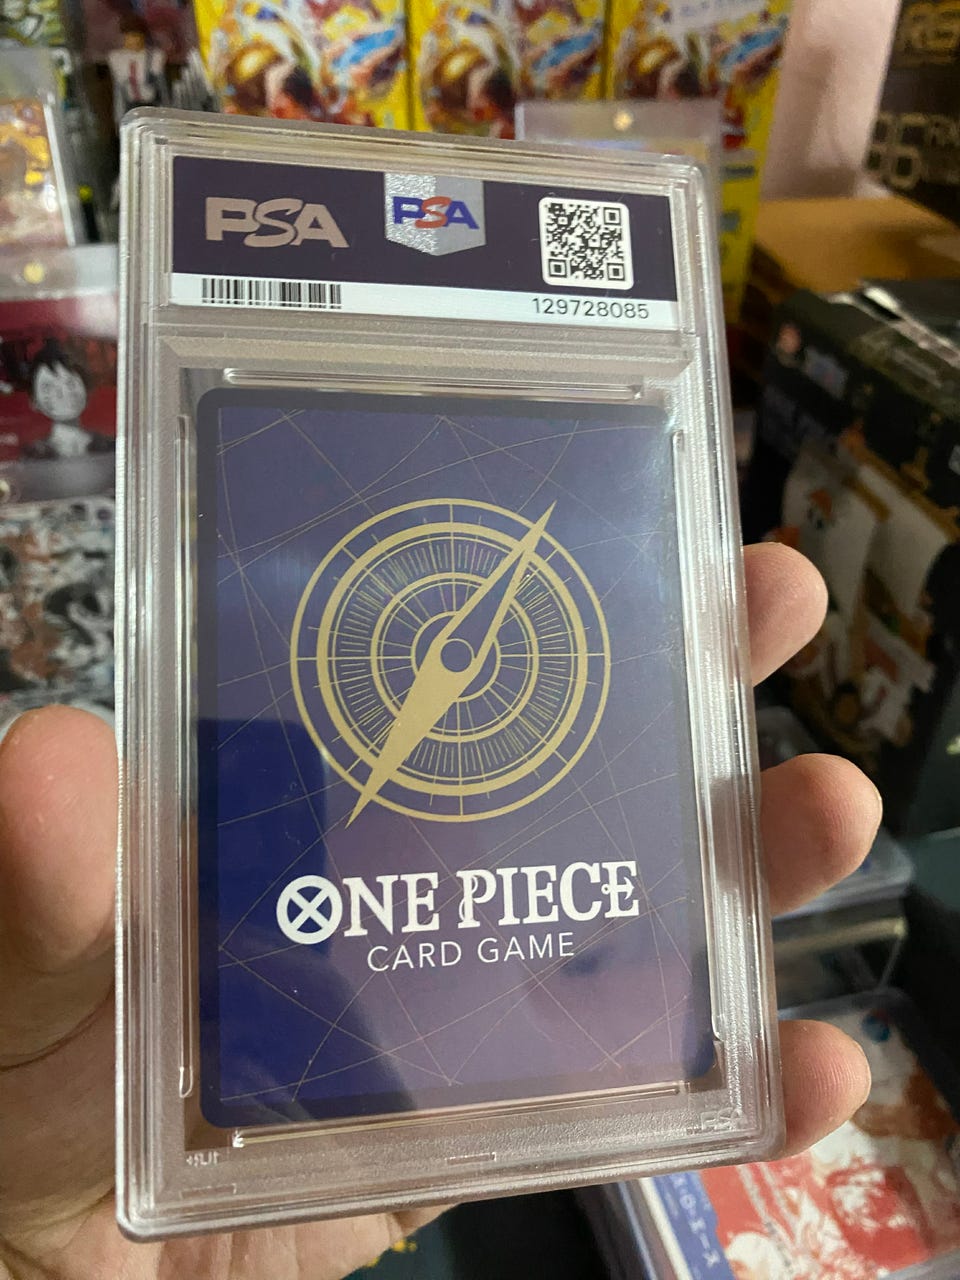 PSA
PSA
129728085
ONE PIECE
CARD GAME